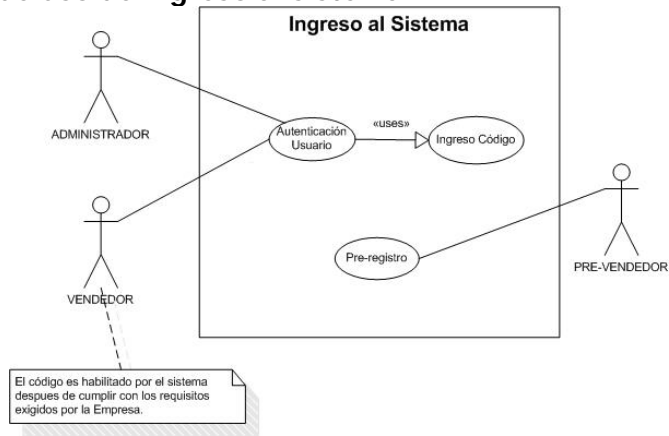 Ingreso al Sistema
ADMINISTRADOR
Autenticación
Usuario
«uses»
Ingreso Código
VENDEDOR
Pre-registro
PRE-VENDEDOR
El código es habilitado por el sistema
despues de cumplir con los requisitos
exigidos por la Empresa.